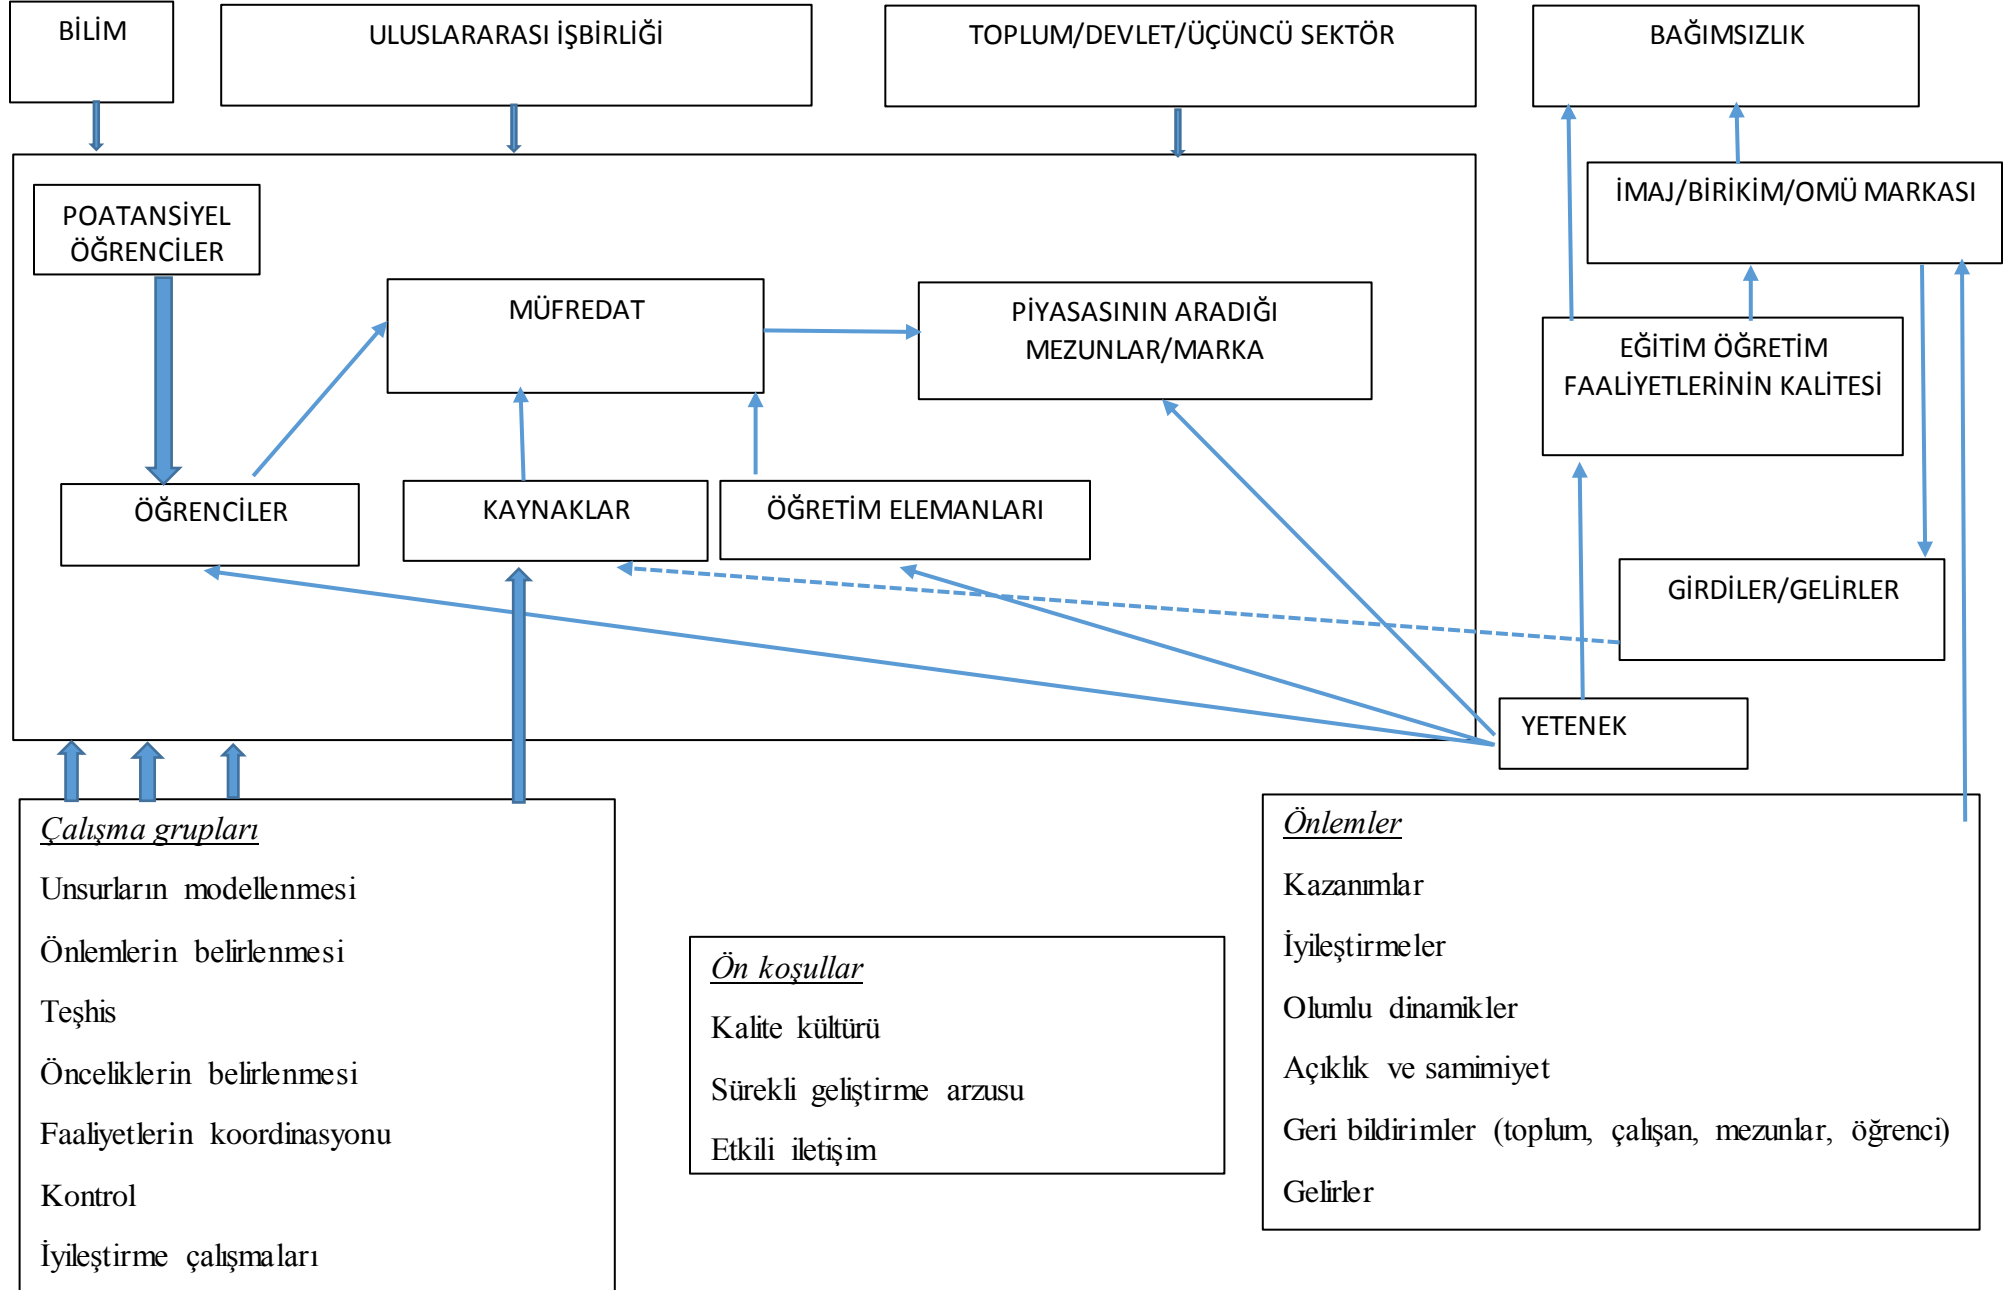 BİLİM
ULUSLARARASI İŞBİRLİĞİ
TOPLUM/DEVLET/ÜÇÜNCÜ SEKTÖR
BAĞIMSIZLIK
POATANSİYEL
ÖĞRENCİLER
İMAJ/BİRİKİM/OMÜ MARKASI
MÜFREDAT
PİYASASININ ARADIĞI
MEZUNLAR/MARKA
EĞİTİM ÖĞRETİM
FAALİYETLERİNİN KALİTESİ
ÖĞRENCİLER
KAYNAKLAR
ÖĞRETİM ELEMANLARI
GİRDİLER/GELİRLER
YETENEK
Çalışma grupları
Unsurların modellenmesi
Önlemlerin belirlenmesi
Teşhis
Önceliklerin belirlenmesi
Faaliyetlerin koordinasyonu
Kontrol
İyileştirme çalışmaları
Ön koşullar
Kalite kültürü
Sürekli geliştirme arzusu
Etkili iletişim
Önlemler
Kazanımlar
İyileştirmeler
Olumlu dinamikler
Açıklık ve samimiyet
Geri bildirimler (toplum, çalışan, mezunlar, öğrenci)
Gelirler